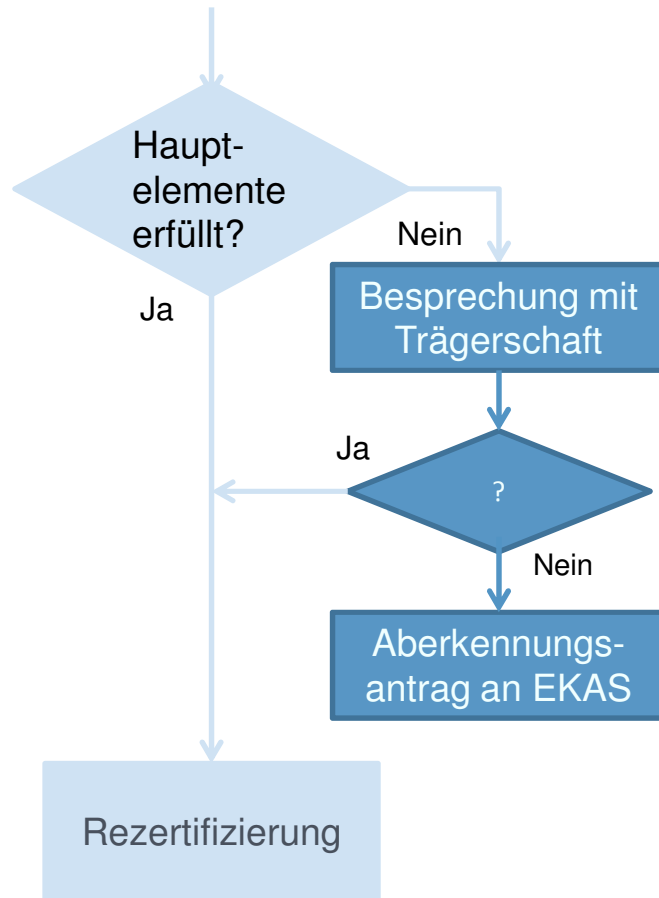 Haupt-
elemente
erfüllt?
Nein
Ja
Besprechung mit
Trägerschaft
Ja
?
Nein
Aberkennungs-
antrag an EKAS
Rezertifizierung